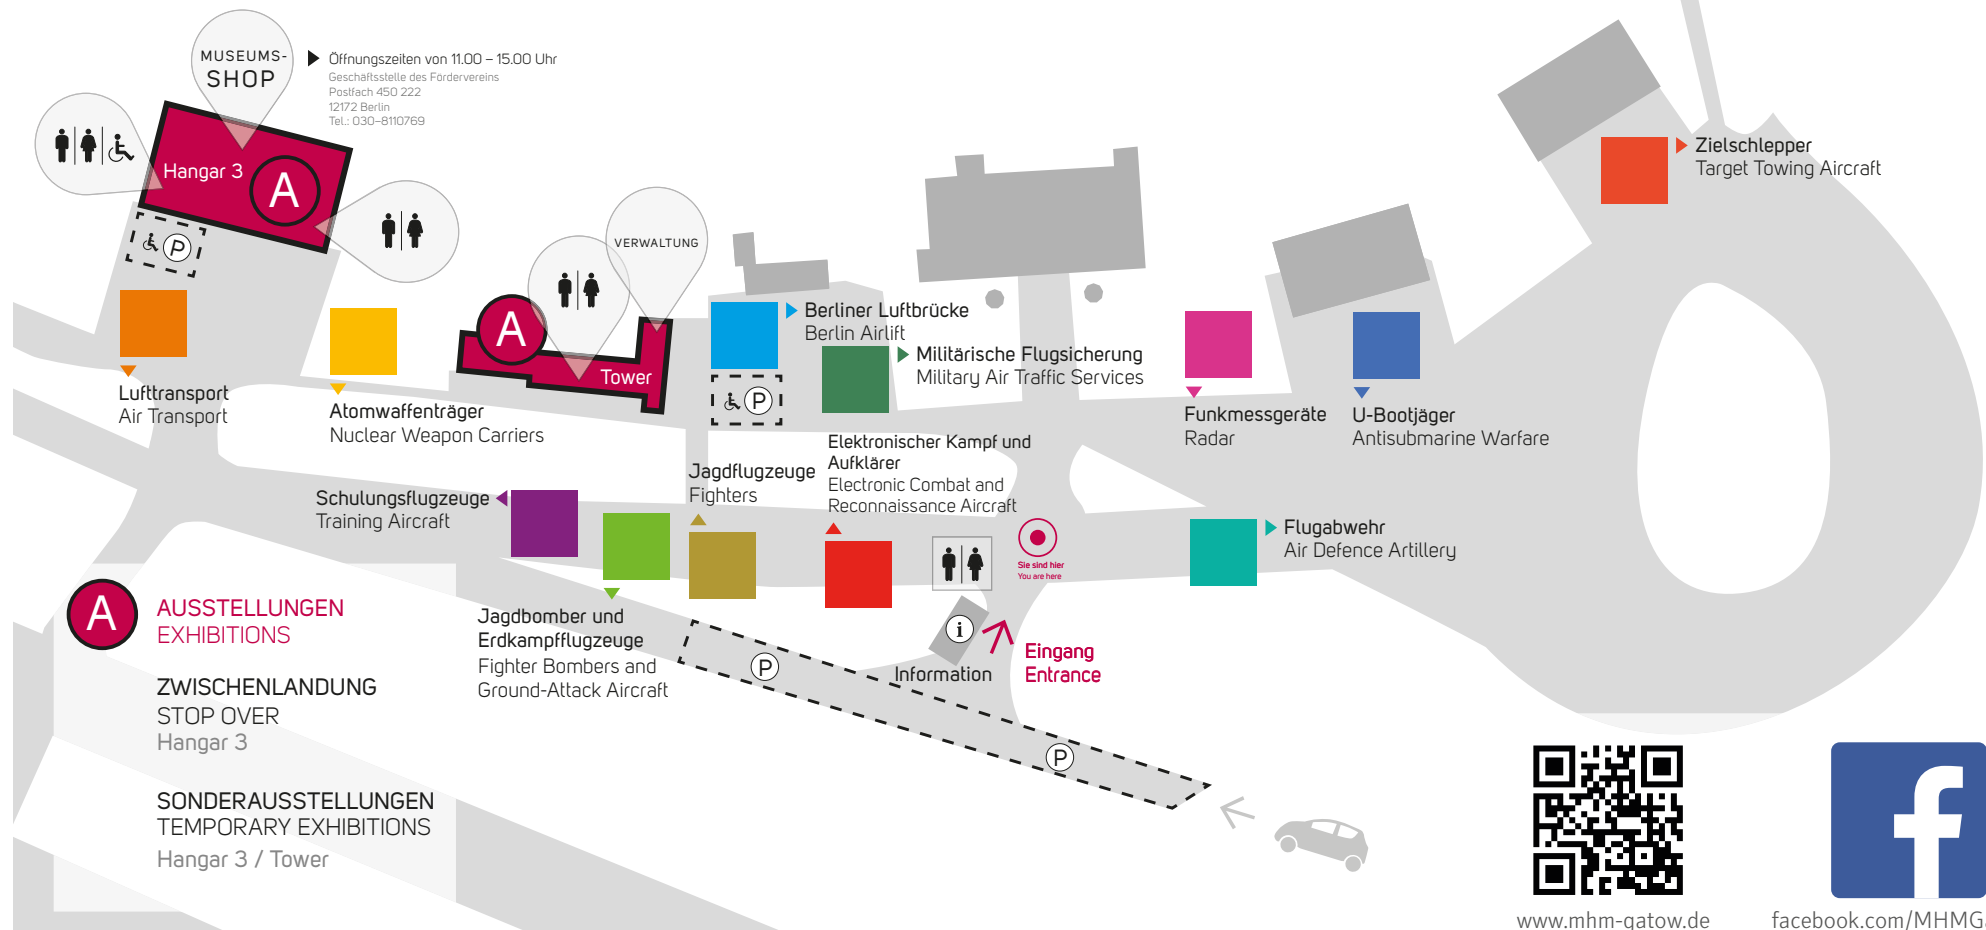 MUSEUMS-
SHOP
Öffnungszeiten von 11.00 – 15.00 Uhr
Geschäftsstelle des Fördervereins
Postfach 450 222
12172 Berlin
Tel.: 030–8110769
Hangar 3
A
P
VERWALTUNG
A
Tower
Zielschlepper
Target Towing Aircraft
Berliner Luftbrücke
Berlin Airlift
P
Militärische Flugsicherung
Military Air Traffic Services
Lufttransport
Air Transport
Atomwaffenträger
Nuclear Weapon Carriers
Funkmessgeräte
Radar
U-Bootjäger
Antisubmarine Warfare
Elektronischer Kampf und
Aufklärer
Electronic Combat and
Reconnaissance Aircraft
Jagdflugzeuge
Fighters
Schulungsflugzeuge
Training Aircraft
Flugabwehr
Air Defence Artillery
Sie sind hier
You are here
Jagdbomber und
Erdkampfflugzeuge
Fighter Bombers and
Ground-Attack Aircraft
P
i
Information
Eingang
Entrance
P
A
AUSSTELLUNGEN
EXHIBITIONS
ZWISCHENLANDUNG
STOP OVER
Hangar 3
SONDERAUSSTELLUNGEN
TEMPORARY EXHIBITIONS
Hangar 3 / Tower
f
www.mhm-gatow.de
facebook.com/MHMGa